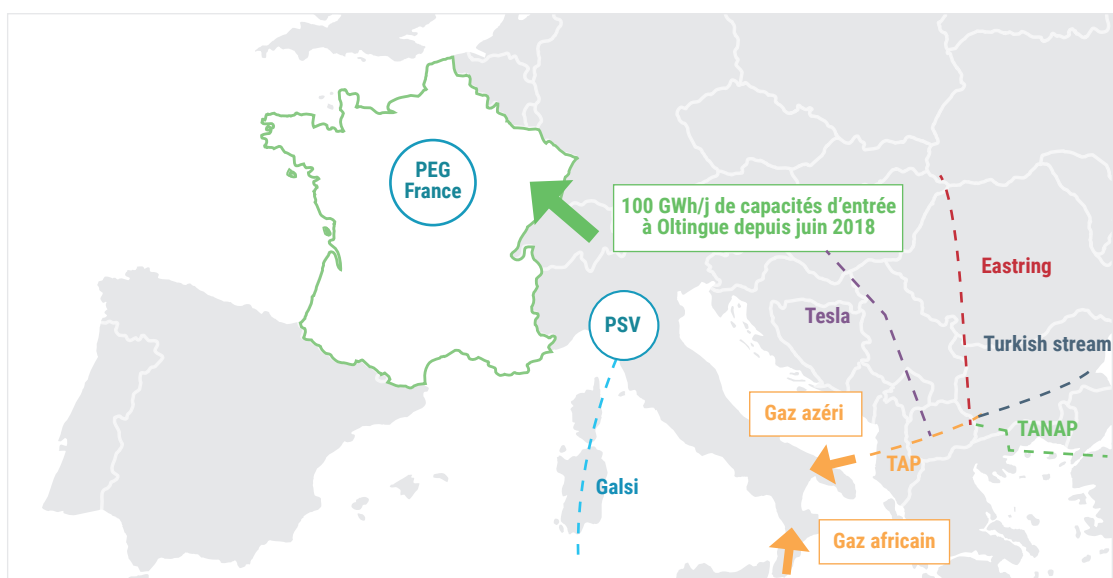 PEG
France
100 GWh/j de capacités d'entrée
à Oltingue depuis juin 2018
Eastring
Tesla
PSV
Turkish stream
Gaz azéri
TANAP
TAP
Galsi
Gaz africain